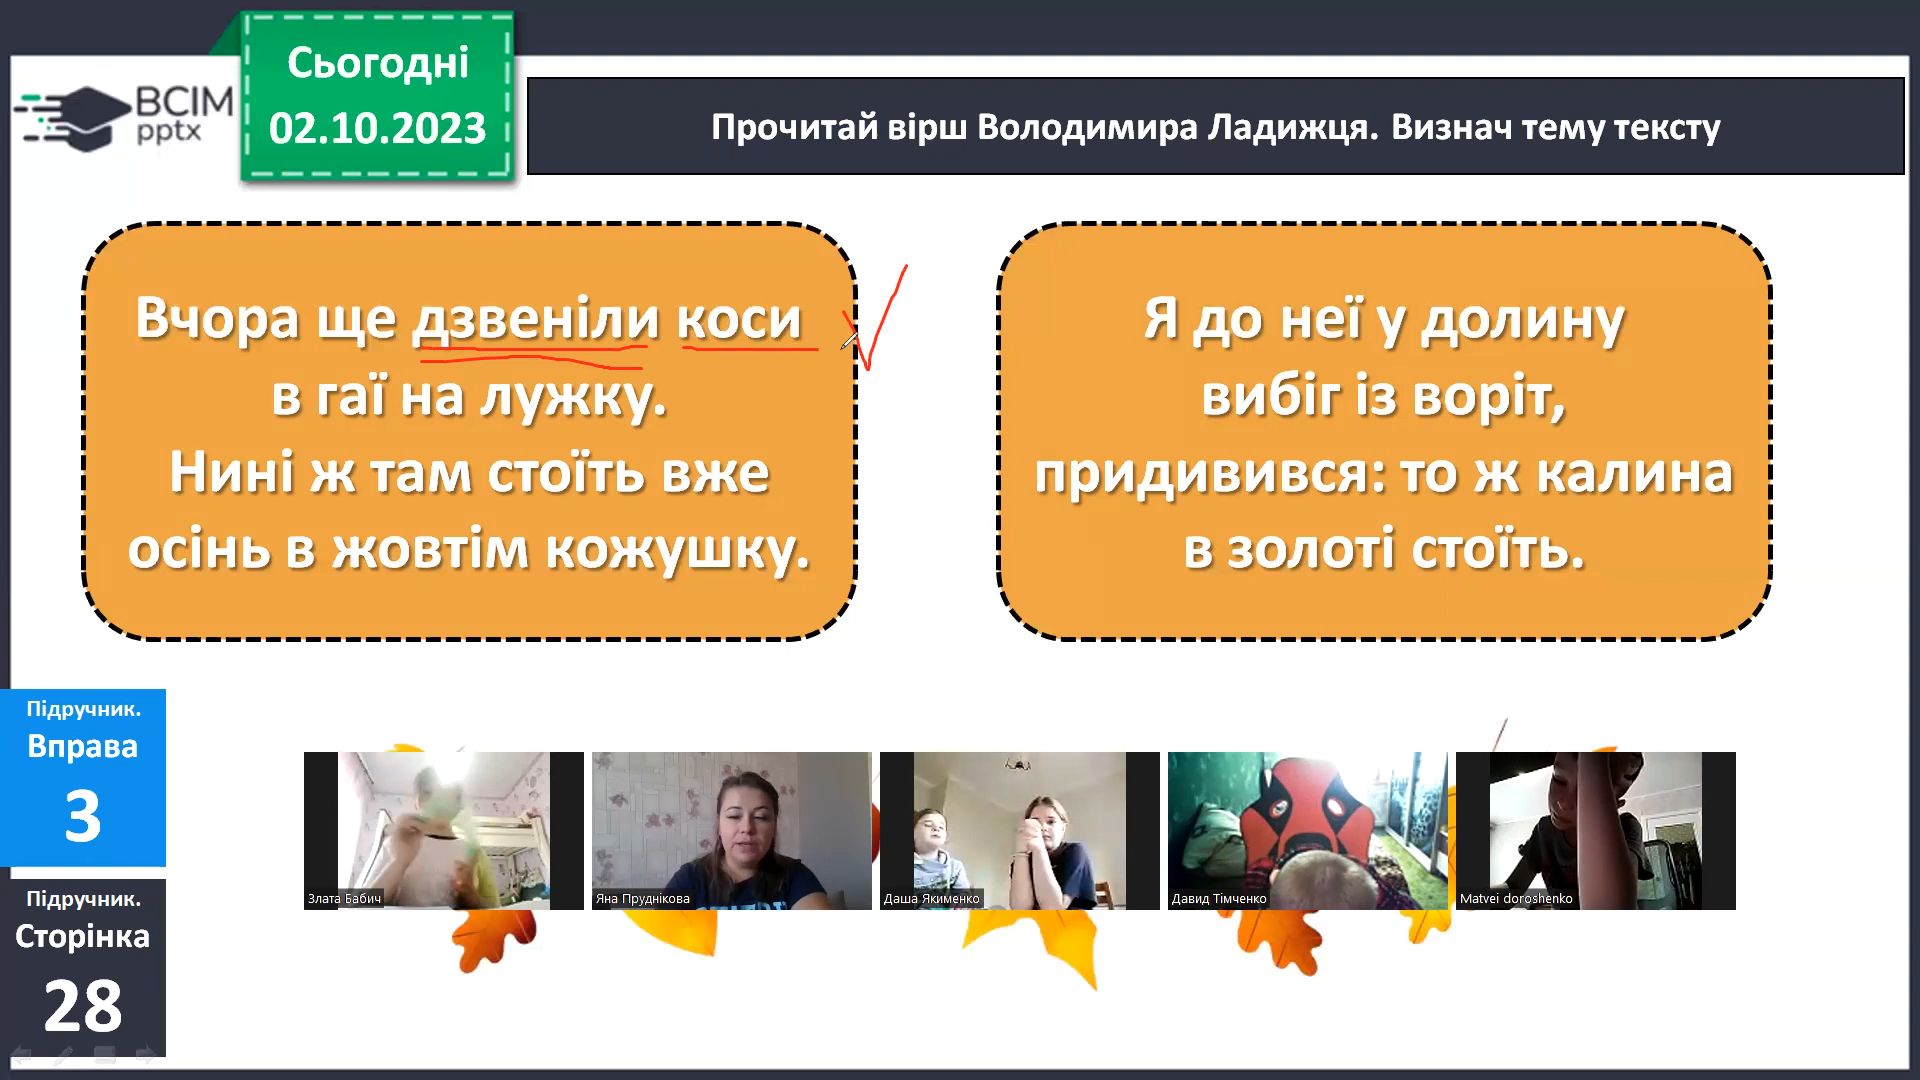 Сьогодні
02.10.2023
ВСІМ
pptx
Прочитай вірш Володимира Ладижця. Визнач тему тексту
Вчора ще дзвеніли коси
в гаї на лужку.
Нині ж там стоїть вже
осінь в жовтім кожушку.
Я до неї у долину
вибіг із воріт,
придивився: то ж калина
в золоті стоїть.
Підручник.
Вправа
3
Підручник.
Сторінка
28
Злата Бабич
Яна Пруднікова
Даша Якименко
Давид Тімченко
Matvei doroshenko